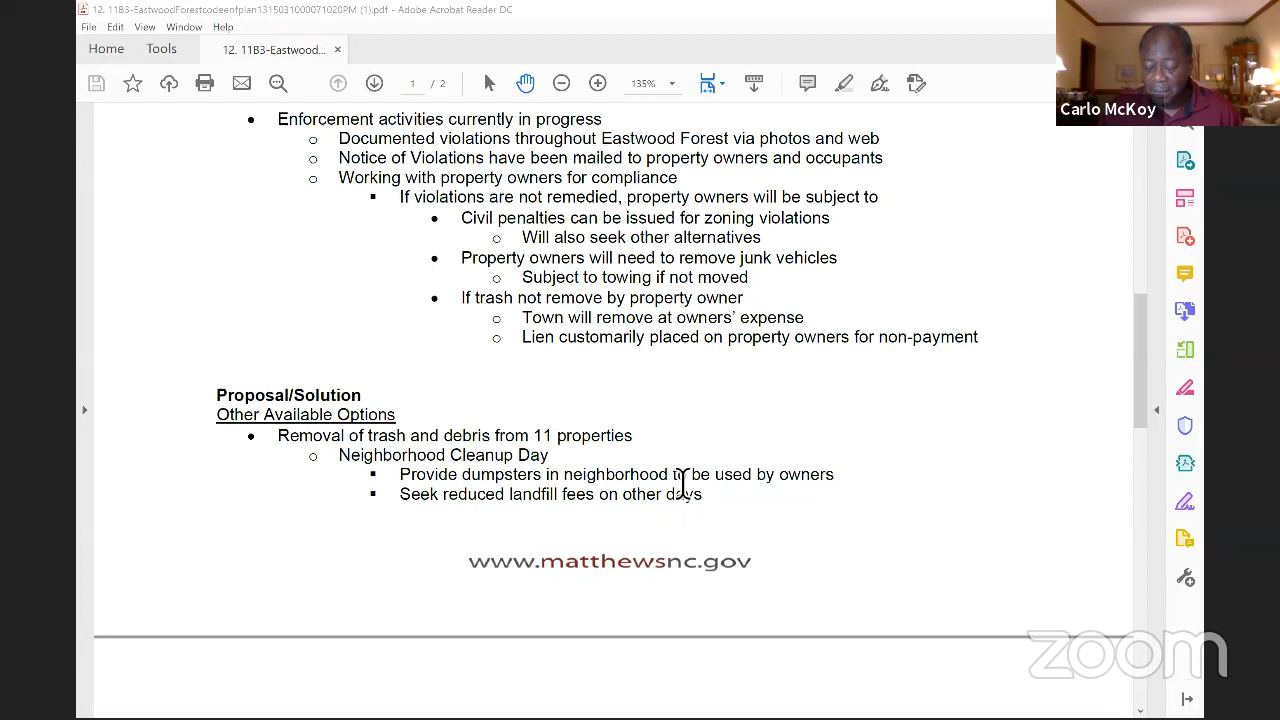 12. 11B3-EastwoodForestcodeenfplan1315031000071020PM (1).pdf - Adobe Acrobat Reader DC
File Edit View Window Help
Home Tools 12. 11B3-Eastwood... ×
1 / 2 135%
Carlo McKoy
• Enforcement activities currently in progress
o Documented violations throughout Eastwood Forest via photos and web
o Notice of Violations have been mailed to property owners and occupants
o Working with property owners for compliance
▪ If violations are not remedied, property owners will be subject to
• Civil penalties can be issued for zoning violations
o Will also seek other alternatives
• Property owners will need to remove junk vehicles
o Subject to towing if not moved
• If trash not remove by property owner
o Town will remove at owners’ expense
o Lien customarily placed on property owners for non-payment
Proposal/Solution
Other Available Options
• Removal of trash and debris from 11 properties
o Neighborhood Cleanup Day
▪ Provide dumpsters in neighborhood to be used by owners
▪ Seek reduced landfill fees on other days
www.matthewsnc.gov
zoom